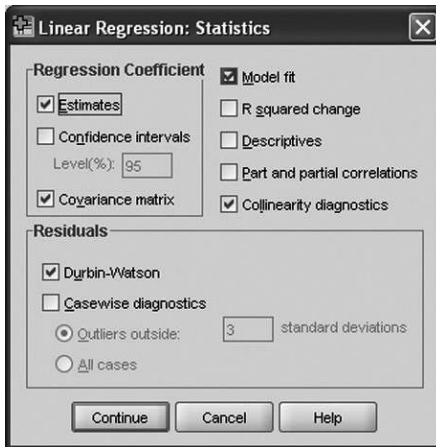 Linear Regression: Statistics
Regression Coefficient
Estimates
Confidence intervals
Level(%): 95
Covariance matrix
Model fit
R squared change
Descriptives
Part and partial correlations
Collinearity diagnostics
Residuals
Durbin-Watson
Casewise diagnostics
Outliers outside: 3 standard deviations
All cases
Continue Cancel Help